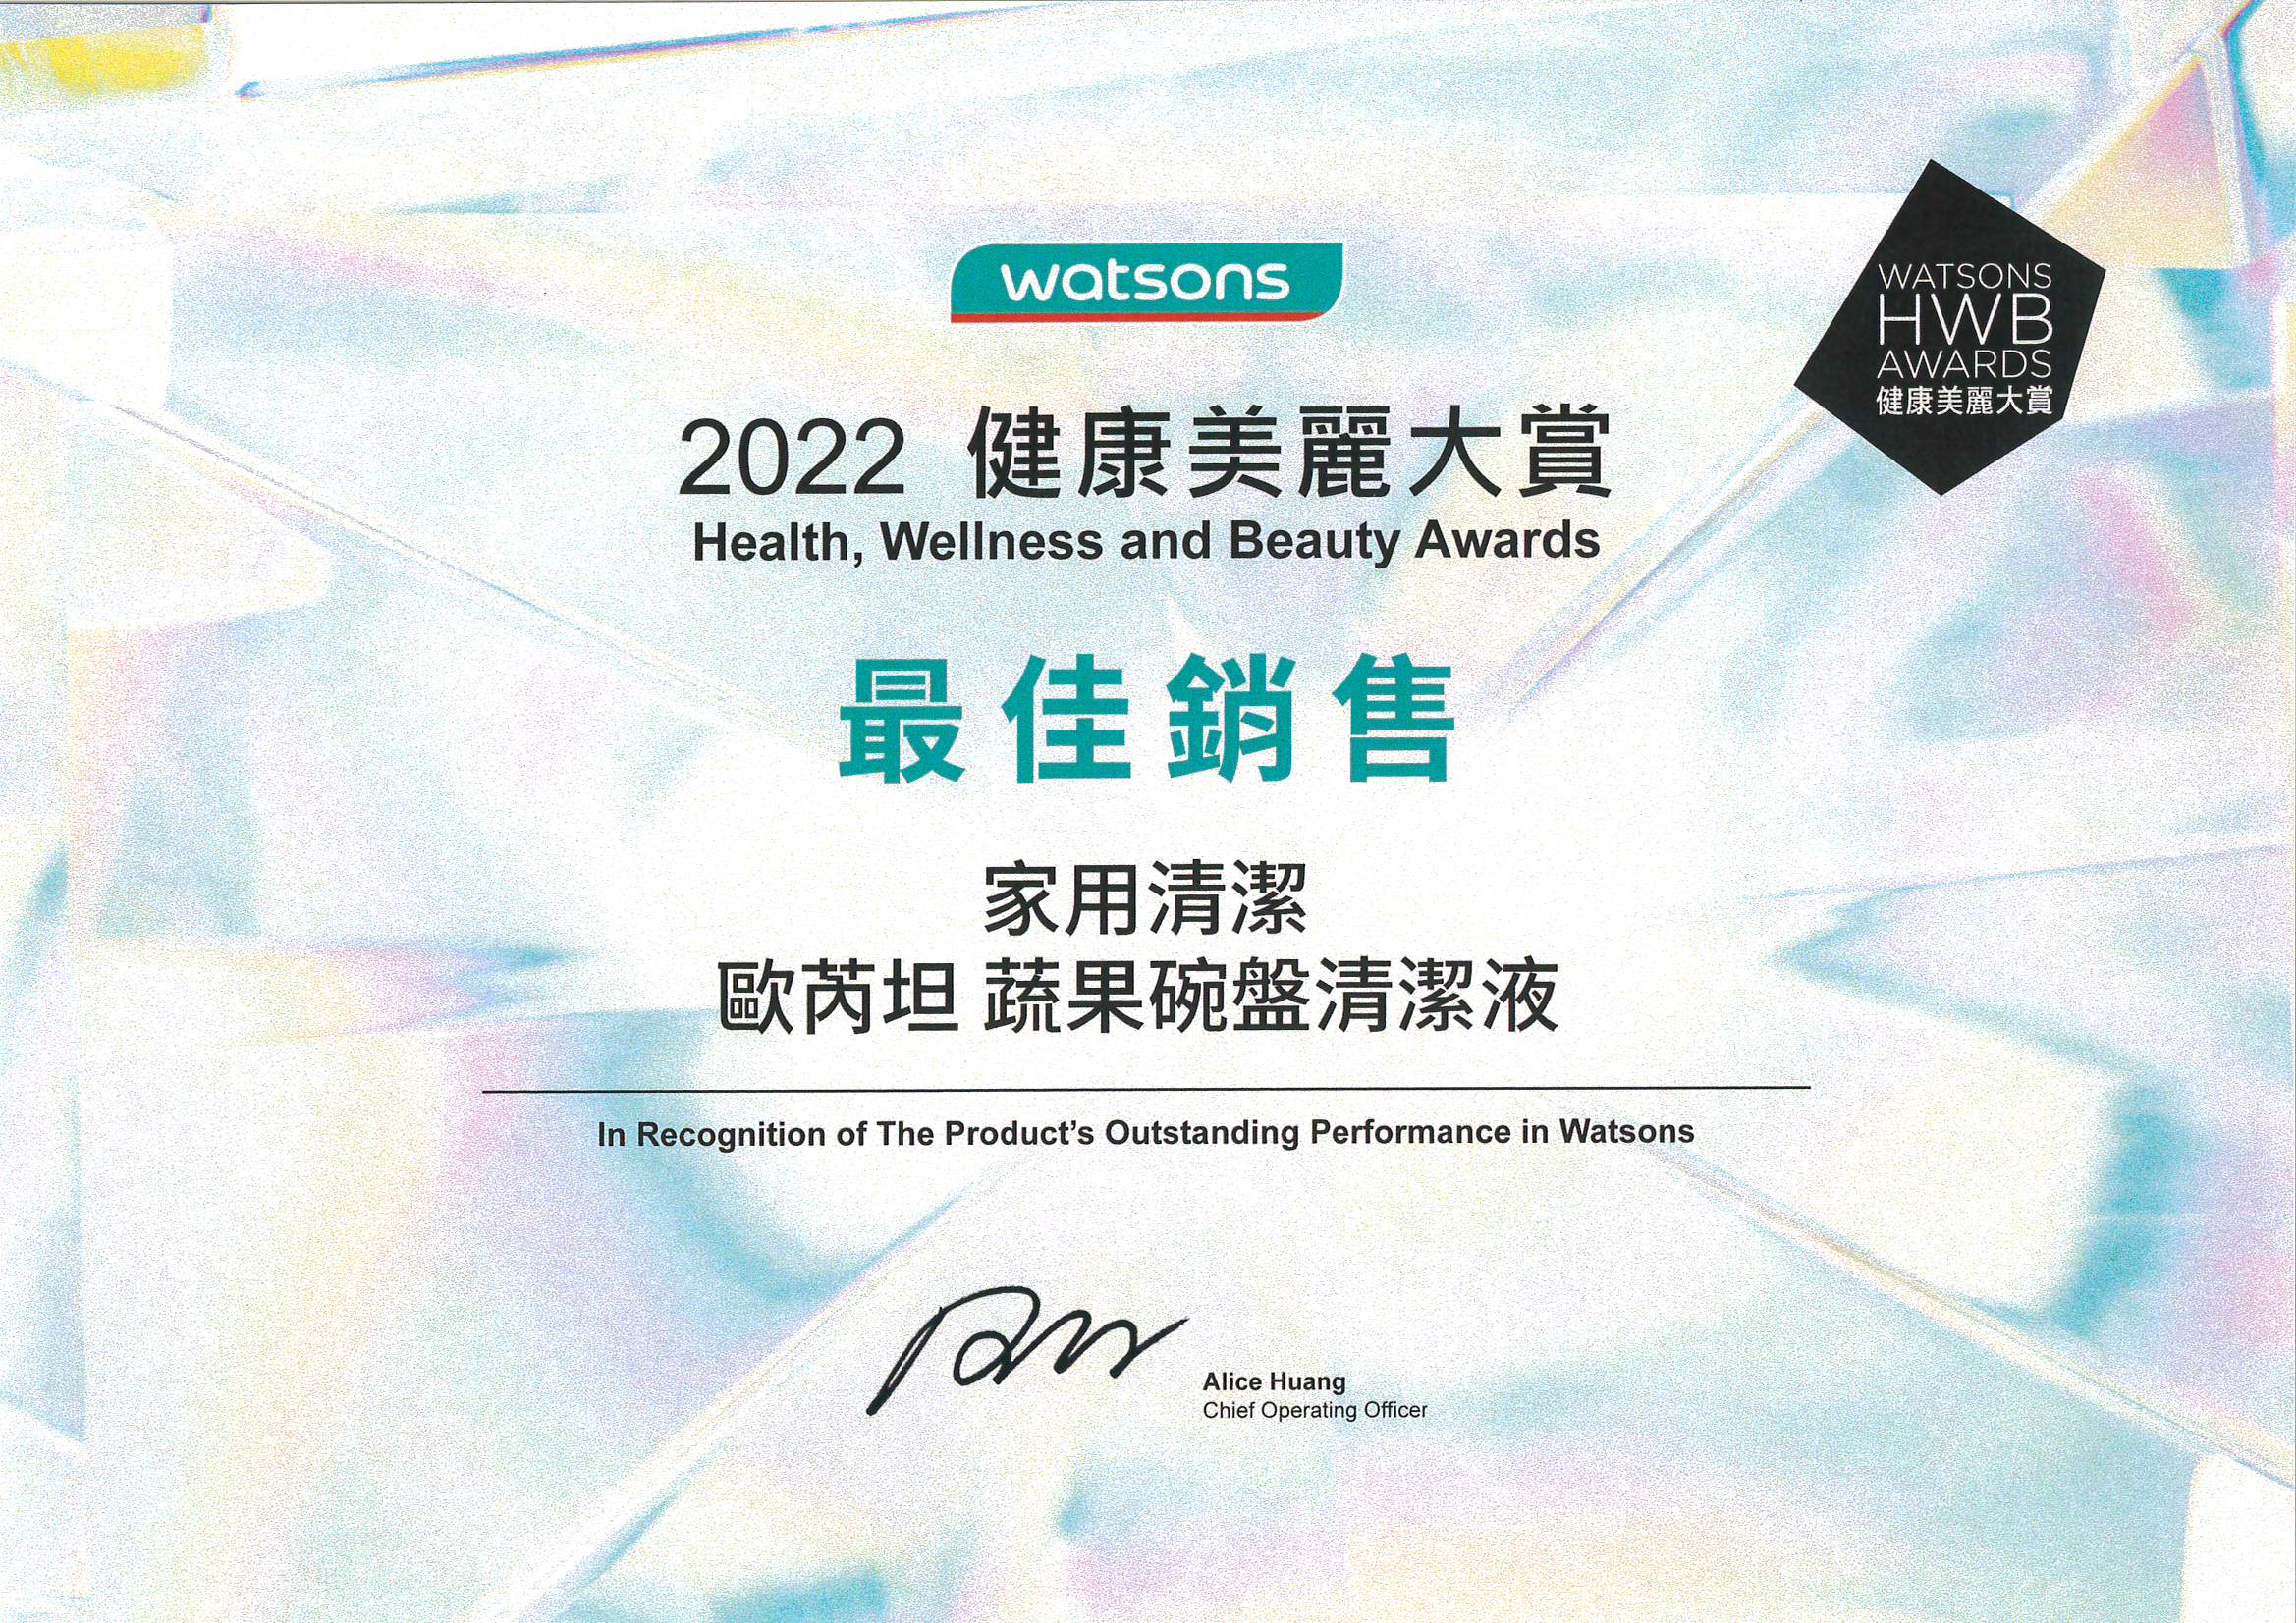 watsons
WATSONS
HWB
AWARDS
健康美麗大賞
2022 健康美麗大賞
Health, Wellness and Beauty Awards
最佳銷售
家用清潔
歐芮坦 蔬果碗盤清潔液
In Recognition of The Product's Outstanding Performance in Watsons
Alice Huang
Chief Operating Officer